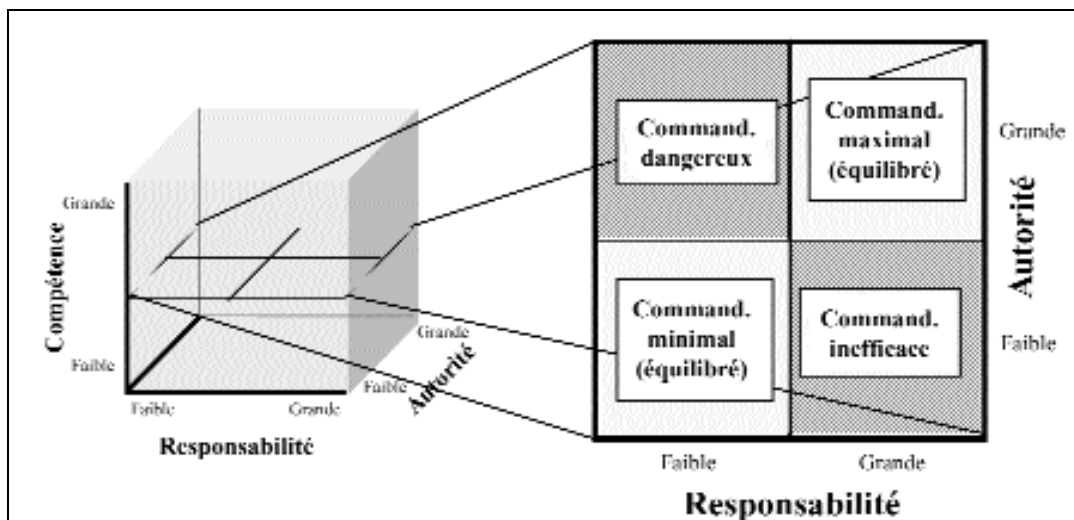 Grande
Compétence
Faible
Faible
Grande
Responsabilité
Faible
Grande
Autorité
Command.
dangereux
Command.
maximal
(équilibré)
Command.
minimal
(équilibré)
Command.
inefficace
Grande
Autorité
Faible
Faible
Grande
Responsabilité